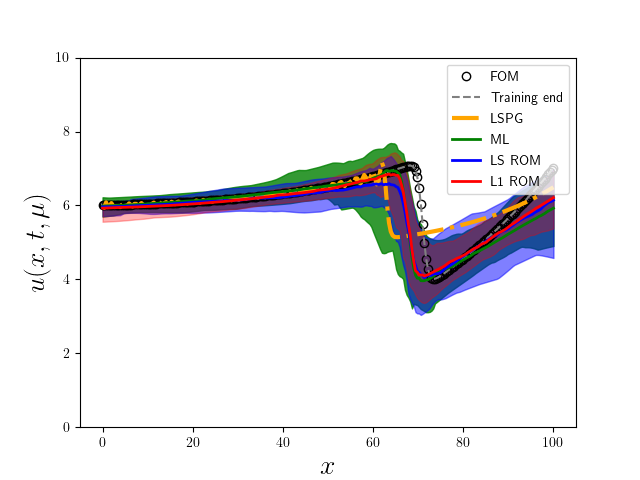 10
8
6
4
2
0
u(x, t, μ)
0 20 40 60 80 100
x
FOM
Training end
LSPG
ML
LS ROM
L1 ROM